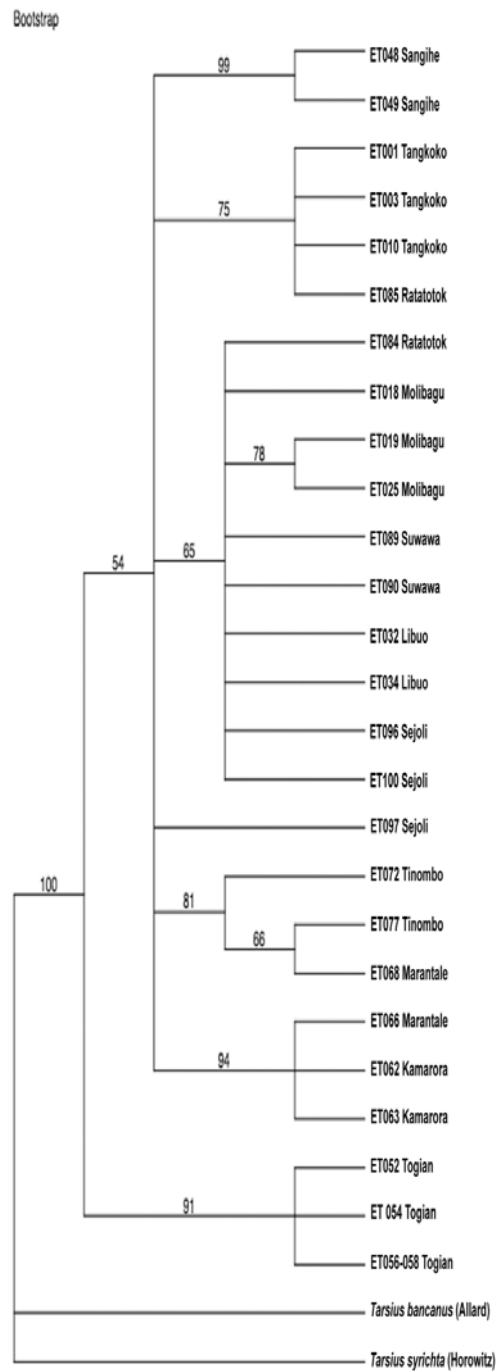 Bootstrap
99
ET048 Sangihe
ET049 Sangihe
75
ET001 Tangkoko
ET003 Tangkoko
ET010 Tangkoko
ET085 Ratatotok
ET084 Ratatotok
ET018 Molibagu
78
ET019 Molibagu
ET025 Molibagu
54
65
ET089 Suwawa
ET090 Suwawa
ET032 Libuo
ET034 Libuo
ET096 Sejoli
ET100 Sejoli
ET097 Sejoli
100
81
ET072 Tinombo
66
ET077 Tinombo
ET068 Marantale
94
ET066 Marantale
ET062 Kamarora
ET063 Kamarora
91
ET052 Togian
ET 054 Togian
ET056-058 Togian
Tarsius bancanus (Allard)
Tarsius syrichta (Horowitz)